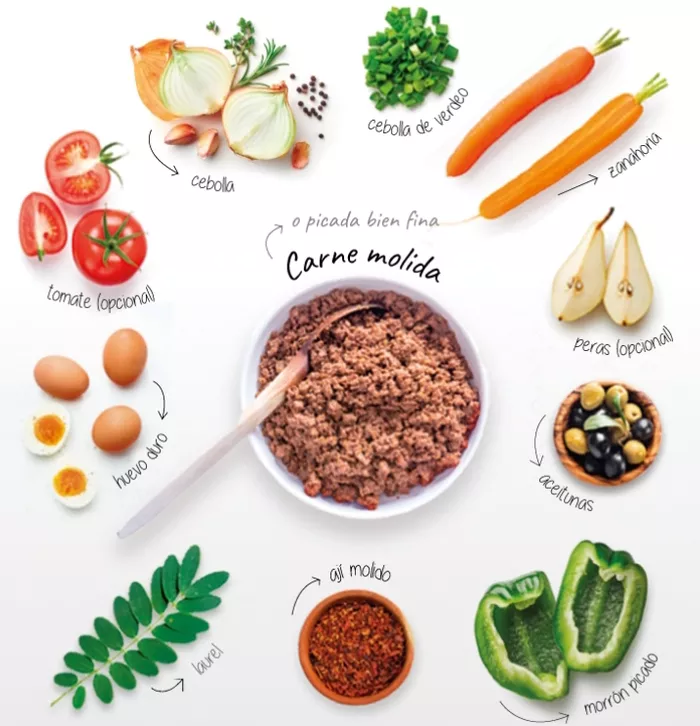 cebolla de verdeo
zanahoria
cebolla
o picada bien fina
Carne molida
tomate (opcional)
peras (opcional)
huevo duro
aceitunas
ají molido
laurel
morrón picado